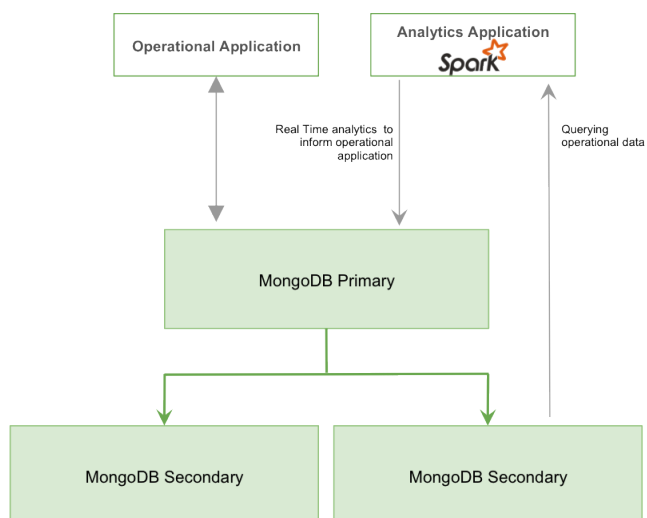 Operational Application
Analytics Application
Spark
Real Time analytics to
inform operational
application
Querying
operational data
MongoDB Primary
MongoDB Secondary
MongoDB Secondary